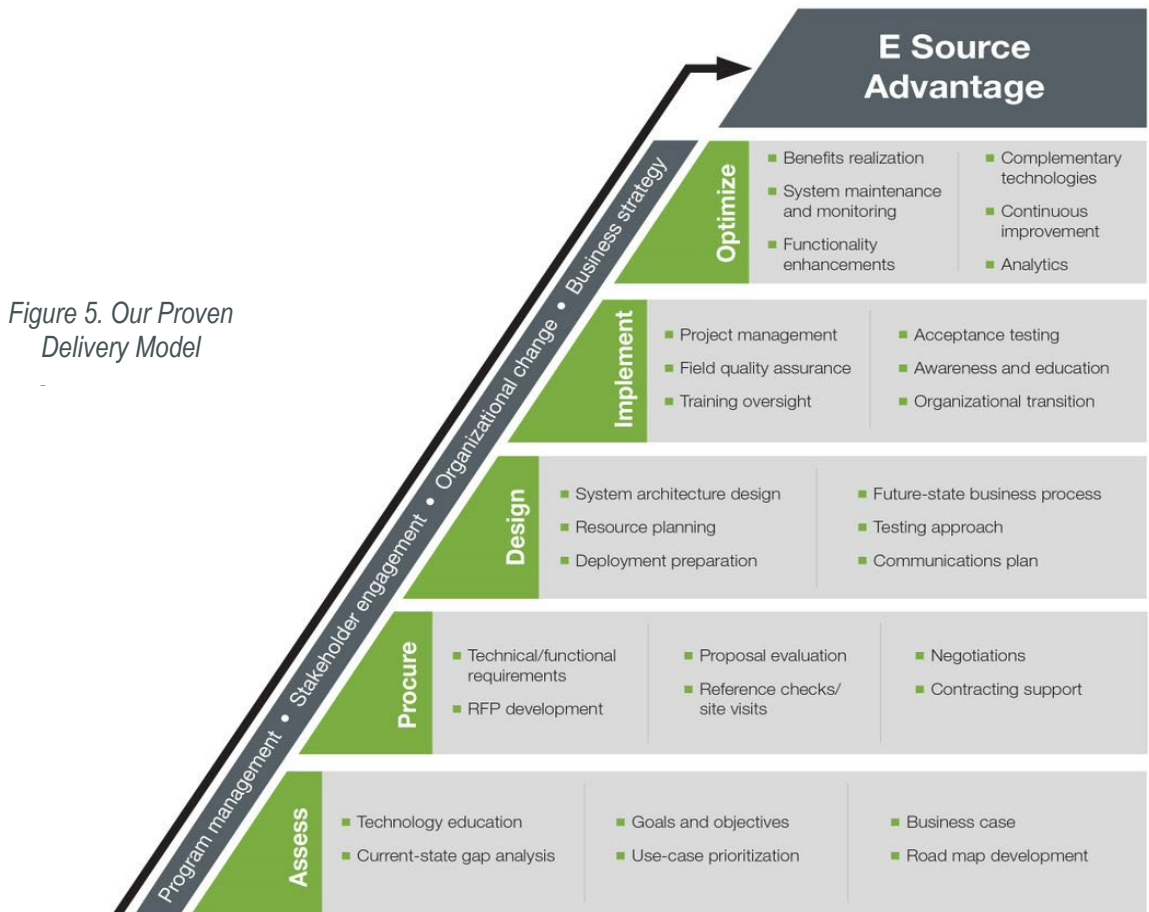 E Source
Advantage
Figure 5. Our Proven
Delivery Model
Program management • Stakeholder engagement • Organizational change • Business strategy
Optimize
Benefits realization
System maintenance
and monitoring
Functionality
enhancements
Complementary
technologies
Continuous
improvement
Analytics
Implement
Project management
Field quality assurance
Training oversight
Acceptance testing
Awareness and education
Organizational transition
Design
System architecture design
Resource planning
Deployment preparation
Future-state business process
Testing approach
Communications plan
Procure
Technical/functional
requirements
RFP development
Proposal evaluation
Reference checks/
site visits
Negotiations
Contracting support
Assess
Technology education
Current-state gap analysis
Goals and objectives
Use-case prioritization
Business case
Road map development